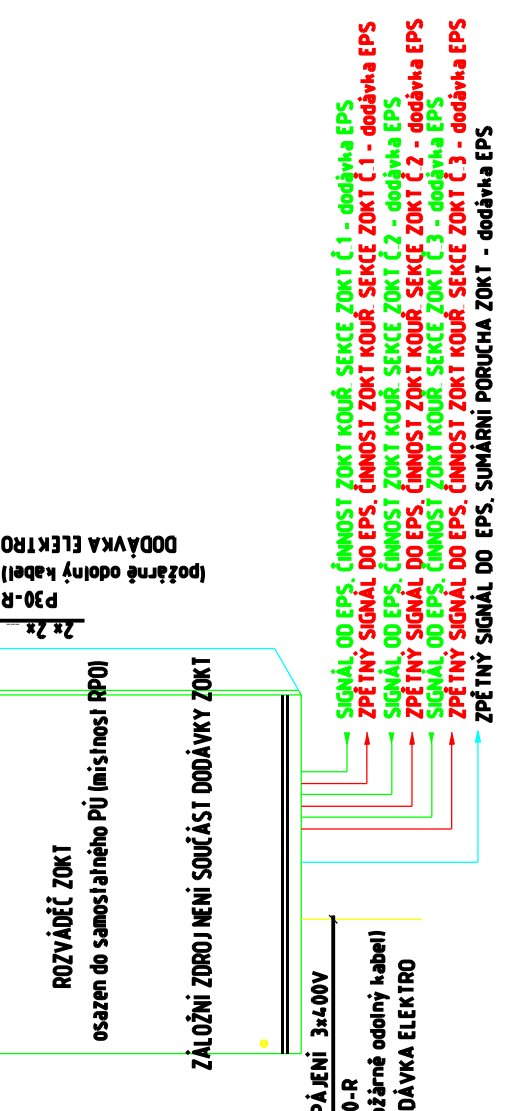 SIGNÁL OD EPS, ČINNOST ZOKT KOUŘ. SEKCE ZOKT Č.1 - dodávka EPS
ZPĚTNÝ SIGNÁL DO EPS, ČINNOST ZOKT KOUŘ. SEKCE ZOKT Č.1 - dodávka EPS
SIGNÁL OD EPS, ČINNOST ZOKT KOUŘ. SEKCE ZOKT Č.2 - dodávka EPS
ZPĚTNÝ SIGNÁL DO EPS, ČINNOST ZOKT KOUŘ. SEKCE ZOKT Č.2 - dodávka EPS
SIGNÁL OD EPS, ČINNOST ZOKT KOUŘ. SEKCE ZOKT Č.3 - dodávka EPS
ZPĚTNÝ SIGNÁL DO EPS, ČINNOST ZOKT KOUŘ. SEKCE ZOKT Č.3 - dodávka EPS
ZPĚTNÝ SIGNÁL DO EPS, SUMÁRNÍ PORUCHA ZOKT - dodávka EPS
2x 2x
P30-R
(požárně odolný kabel)
DODÁVKA ELEKTRO
ROZVÁDĚČ ZOKT
osazen do samostatného PÚ (místnost RPO)
ZÁLOŽNÍ ZDROJ NENÍ SOUČÁST DODÁVKY ZOKT
PÁJENÍ 3x400V
0-R
ožárně odolný kabel)
DÁVKA ELEKTRO